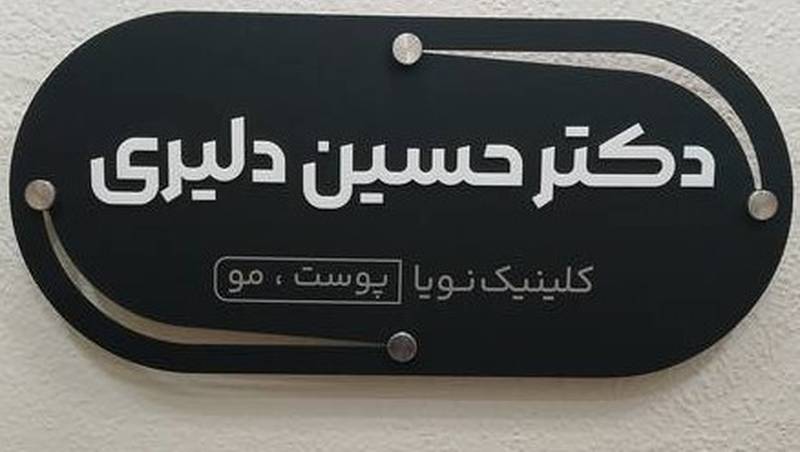 دکتر حسین دلیری
کلینیک نویا پوست ، مو